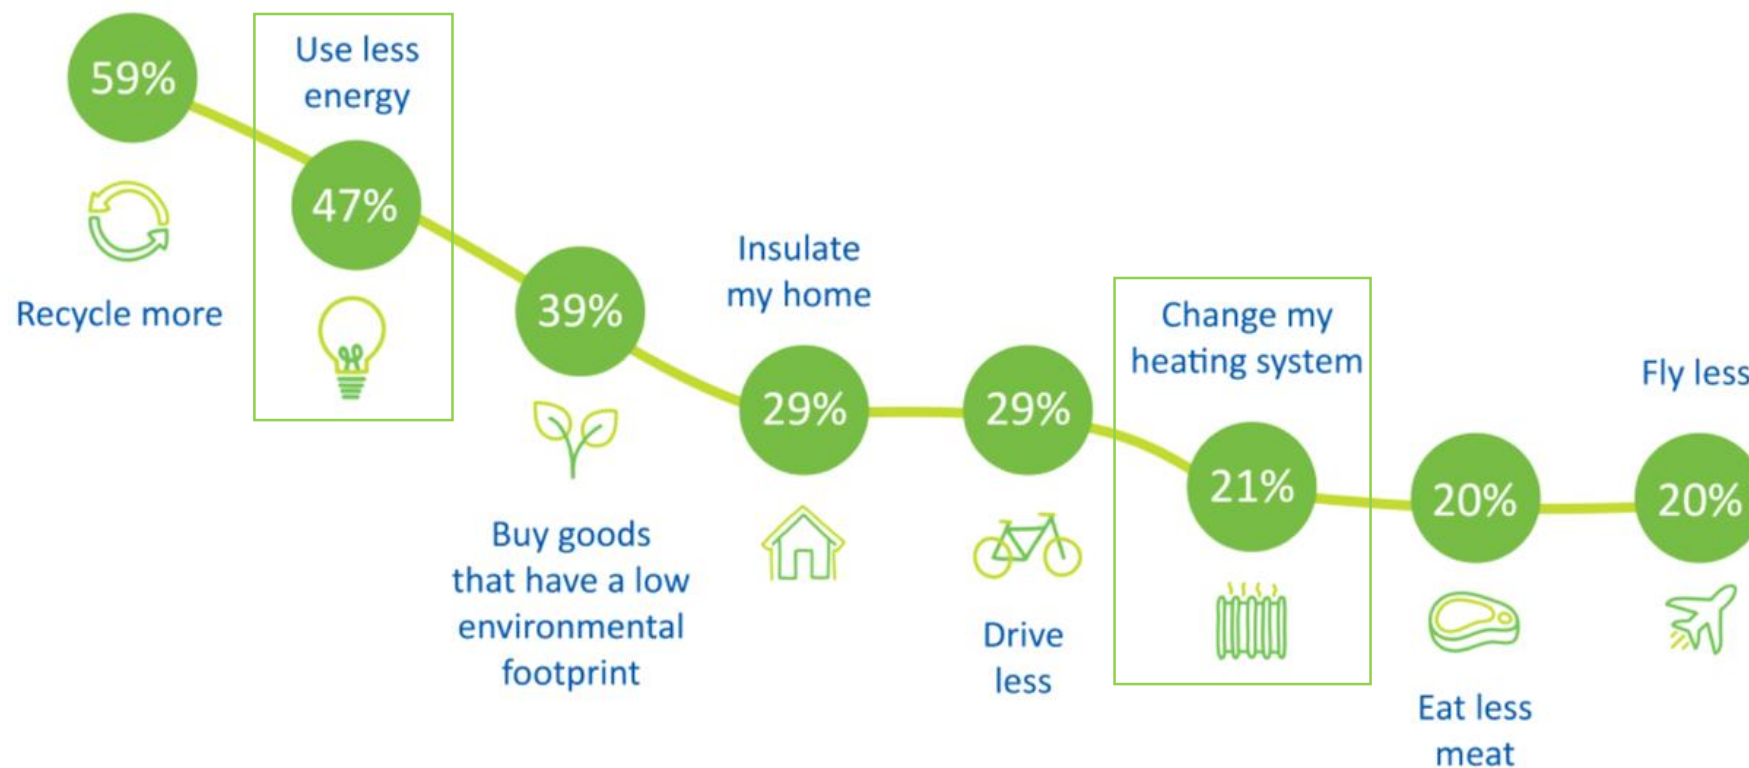 59%
Recycle more
Use less
energy
47%
39%
Buy goods
that have a low
environmental
footprint
Insulate
my home
29%
29%
Drive
less
Change my
heating system
21%
20%
Eat less
meat
Fly less
20%